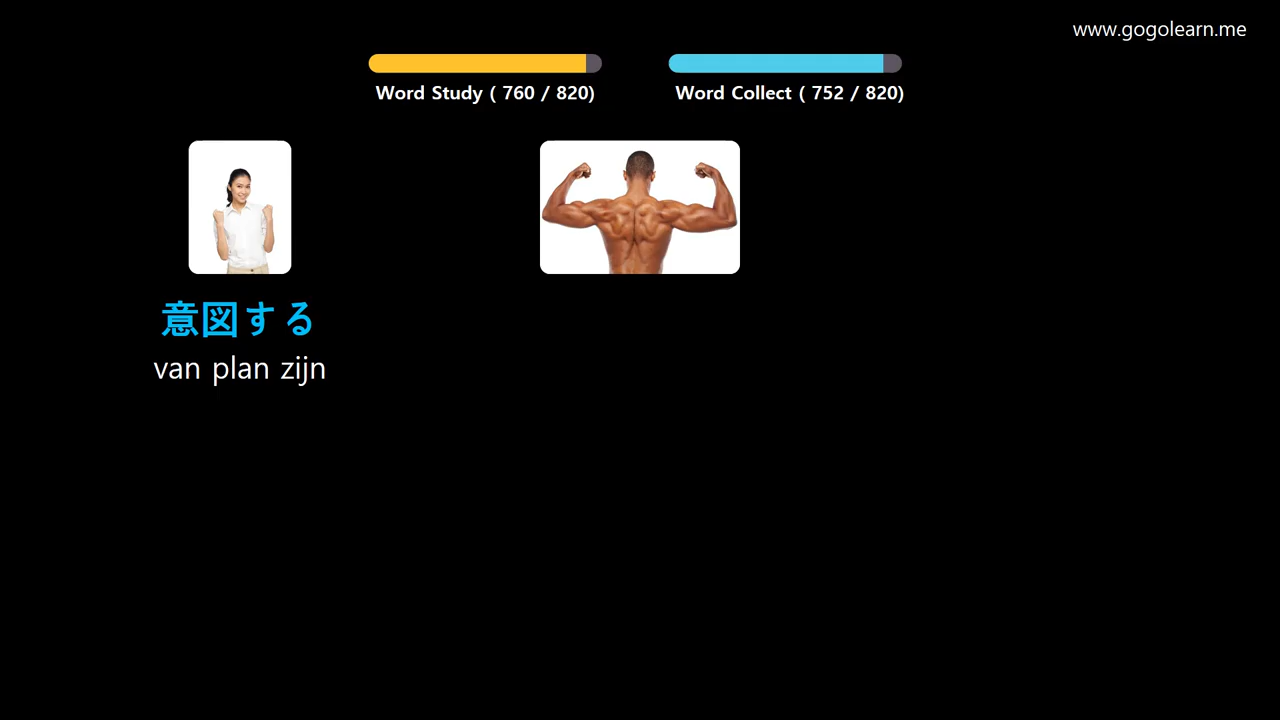 www.gogolearn.me
Word Study ( 760 / 820)
Word Collect ( 752 / 820)
意図する
van plan zijn